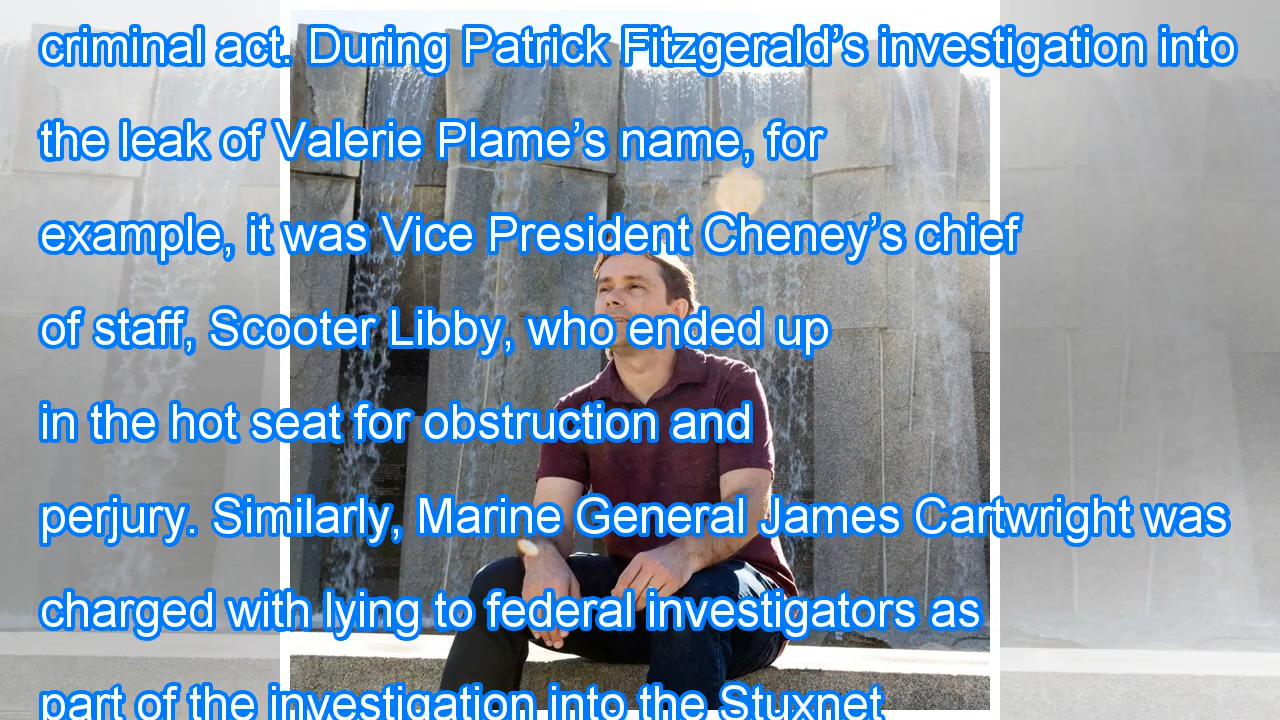 criminal act. During Patrick Fitzgerald’s investigation into
the leak of Valerie Plame’s name, for
example, it was Vice President Cheney’s chief
of staff, Scooter Libby, who ended up
in the hot seat for obstruction and
perjury. Similarly, Marine General James Cartwright was
charged with lying to federal investigators as
part of the investigation into the Stuxnet